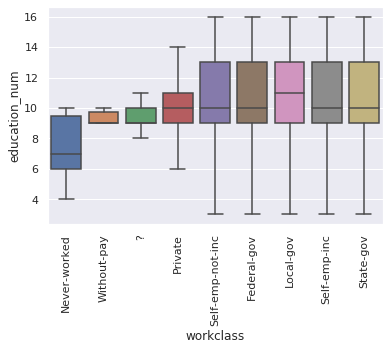 16
14
12
10
8
6
4
education_num
Never-worked
Without-pay
?
Private
Self-emp-not-inc
Federal-gov
Local-gov
Self-emp-inc
State-gov
workclass